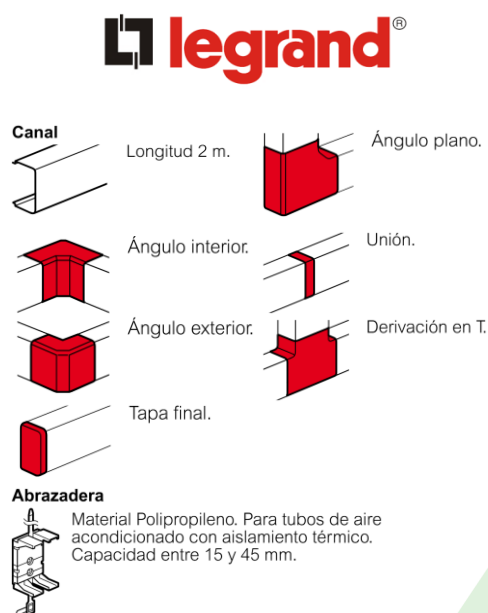 legrand®
Canal
Longitud 2 m.
Ángulo plano.
Ángulo interior.
Unión.
Ángulo exterior.
Derivación en T.
Tapa final.
Abrazadera
Material Polipropileno. Para tubos de aire
acondicionado con aislamiento térmico.
Capacidad entre 15 y 45 mm.